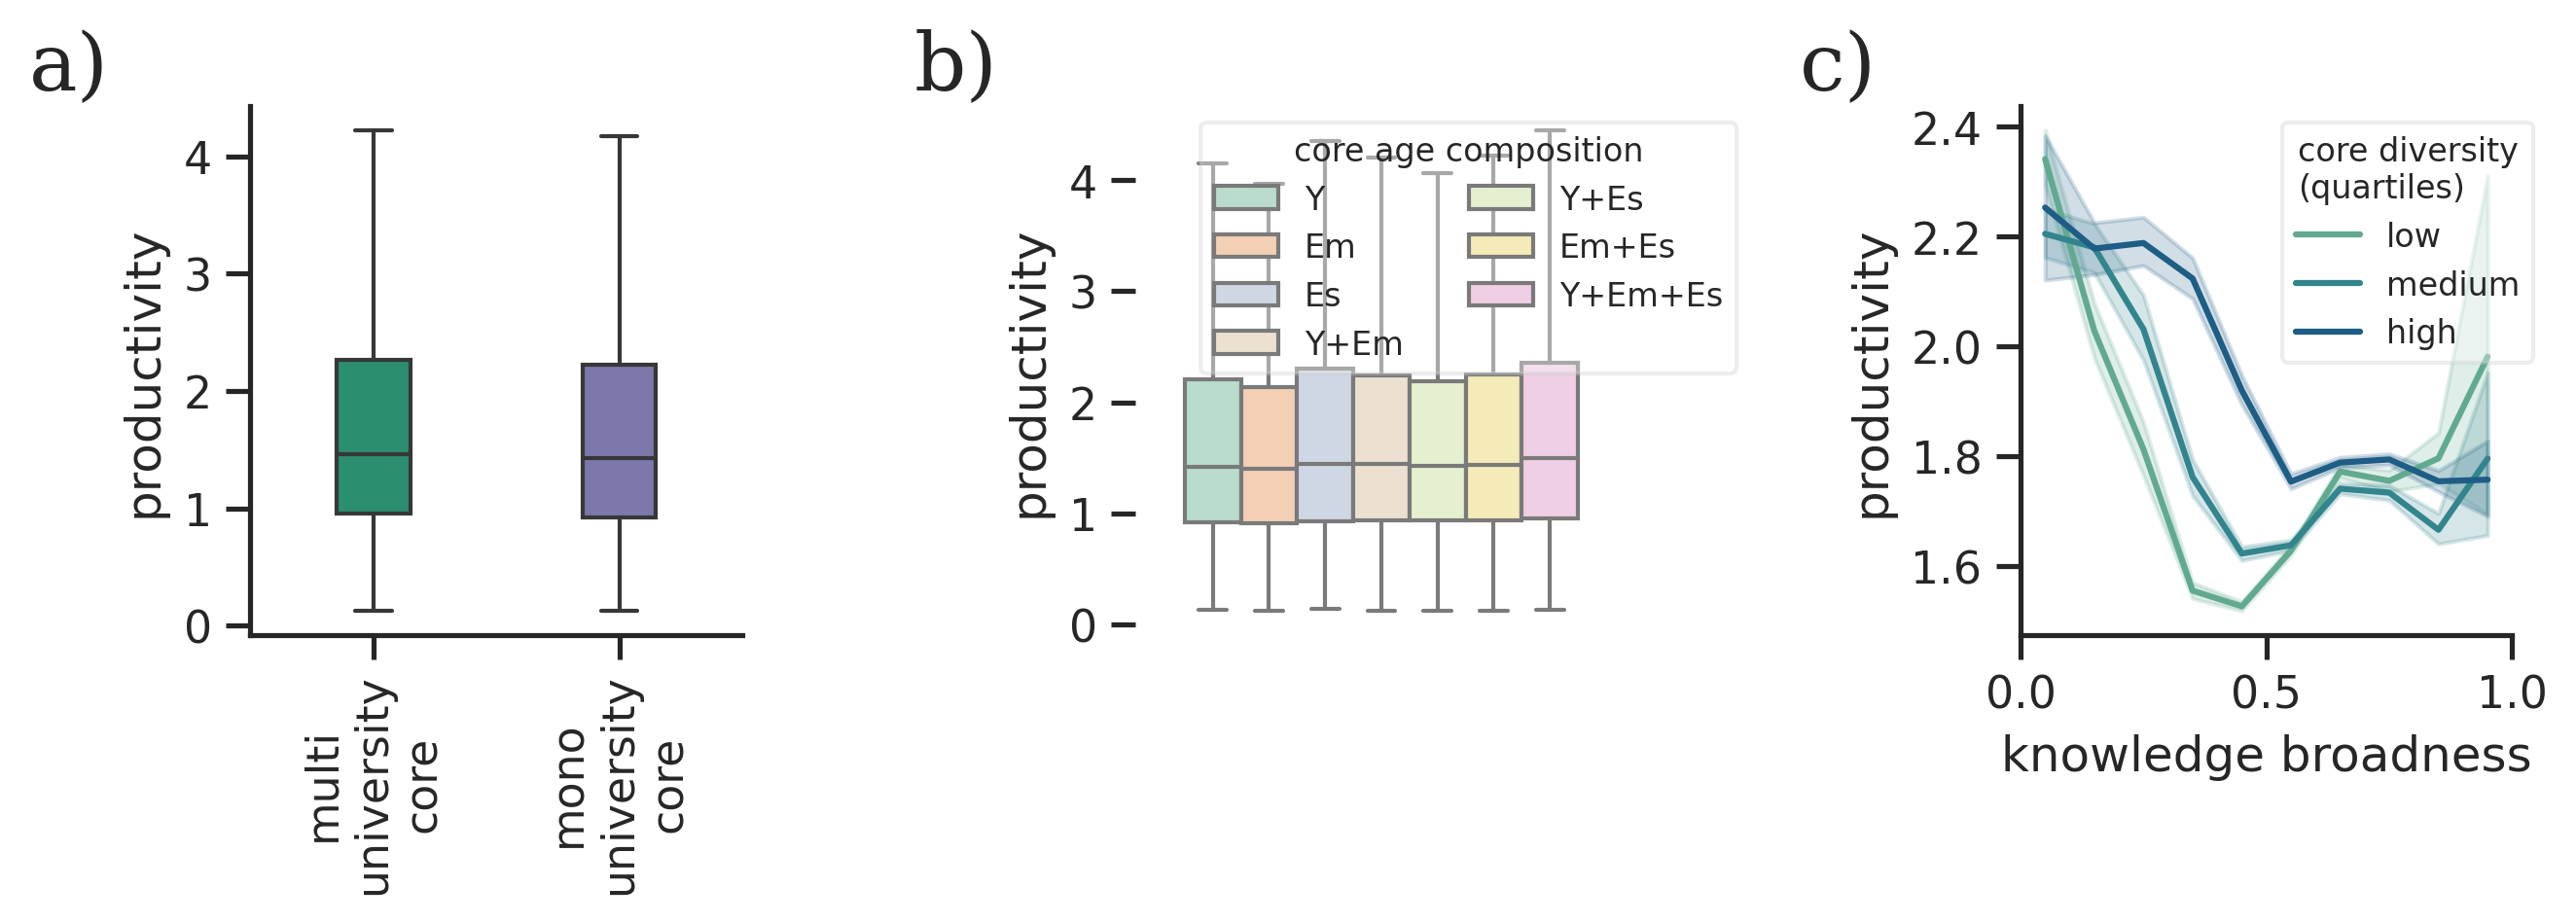 a)
productivity
4
3
2
1
0
multi
university
core
mono
university
core
b)
productivity
4
3
2
1
0
core age composition
Y
Em
Es
Y+Em
Y+Es
Em+Es
Y+Em+Es
c)
productivity
2.4
2.2
2.0
1.8
1.6
core diversity
(quartiles)
low
medium
high
0.0 0.5 1.0
knowledge broadness